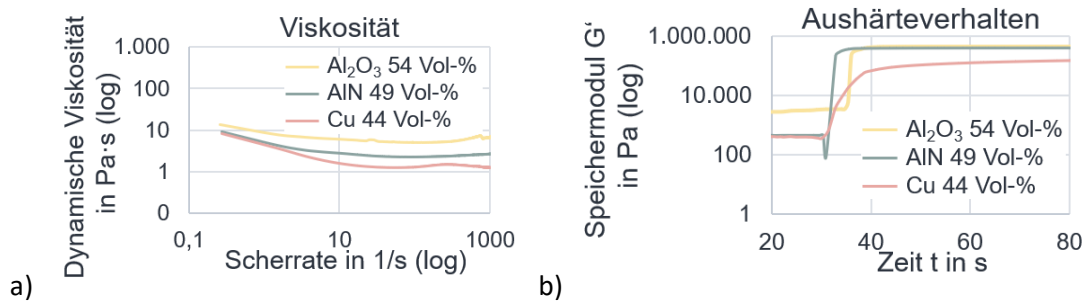 Viskosität
Dynamische Viskosität
in Pa·s (log)
1.000
100
10
1
0
Al₂O₃ 54 Vol-%
AlN 49 Vol-%
Cu 44 Vol-%
0,1
10
1000
Scherrate in 1/s (log)
a)
Aushärteverhalten
Speichermodul G‘
in Pa (log)
1.000.000
10.000
100
1
Al₂O₃ 54 Vol-%
AlN 49 Vol-%
Cu 44 Vol-%
20
40
60
80
Zeit t in s
b)